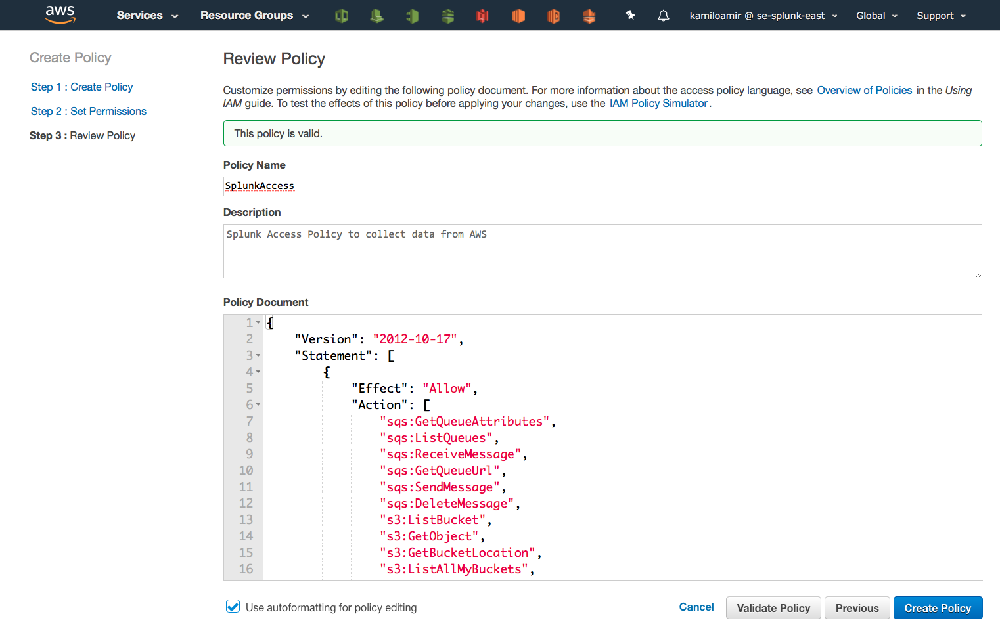 aws Services Resource Groups kamiloamir @ se-splunk-east Global Support
Create Policy
Step 1 : Create Policy
Step 2 : Set Permissions
Step 3 : Review Policy
Review Policy
Customize permissions by editing the following policy document. For more information about the access policy language, see Overview of Policies in the Using
IAM guide. To test the effects of this policy before applying your changes, use the IAM Policy Simulator.
This policy is valid.
Policy Name
SplunkAccess
Description
Splunk Access Policy to collect data from AWS
Policy Document
1 {
2 "Version": "2012-10-17",
3 "Statement": [
4 {
5 "Effect": "Allow",
6 "Action": [
7 "sqs:GetQueueAttributes",
8 "sqs:ListQueues",
9 "sqs:ReceiveMessage",
10 "sqs:GetQueueUrl",
11 "sqs:SendMessage",
12 "sqs:DeleteMessage",
13 "s3:ListBucket",
14 "s3:GetObject",
15 "s3:GetBucketLocation",
16 "s3:ListAllMyBuckets",
Use autoformatting for policy editing
Cancel Validate Policy Previous Create Policy